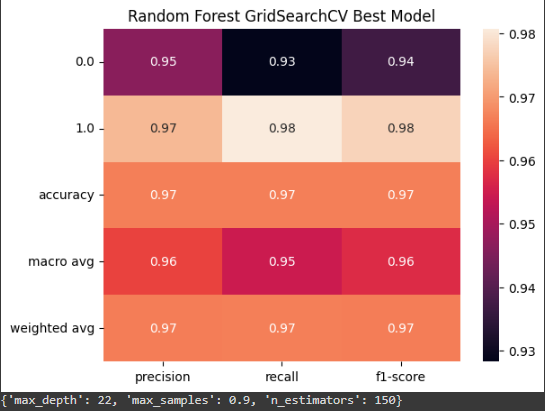 Random Forest GridSearchCV Best Model
0.0 0.95 0.93 0.94 0.98
1.0 0.97 0.98 0.98 0.97
accuracy 0.97 0.97 0.97 0.96
macro avg 0.96 0.95 0.96 0.95
weighted avg 0.97 0.97 0.97 0.94
0.93
precision recall f1-score
{'max_depth': 22, 'max_samples': 0.9, 'n_estimators': 150}